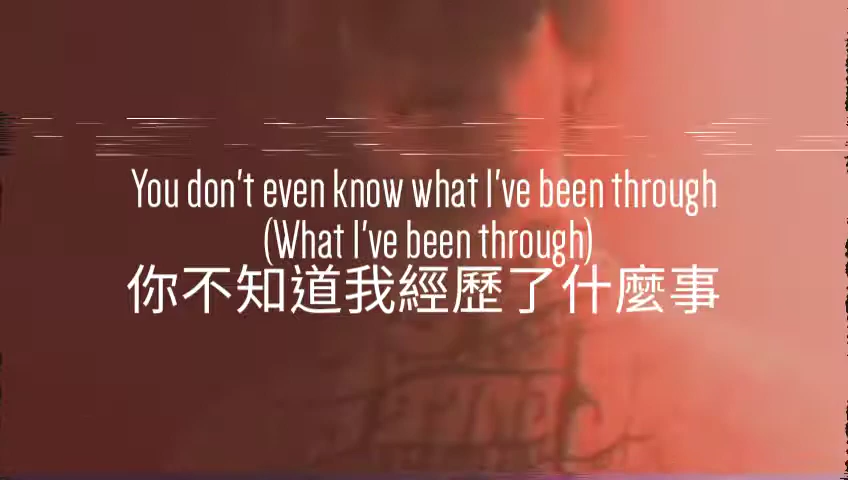 You don't even know what I've been through
(What I've been through)
你不知道我經歷了什麼事